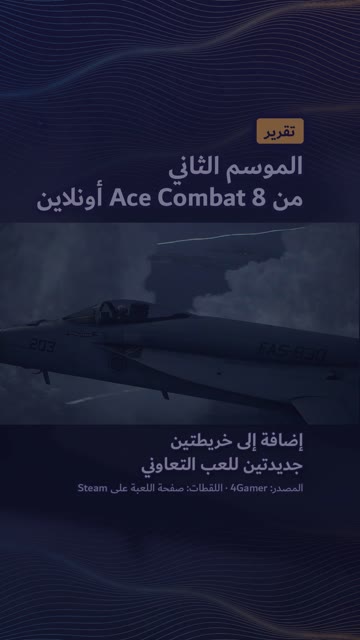 تقرير
الموسم الثاني
من Ace Combat 8 أونلاين
203
إضافة إلى خريطتين
جديدتين للعب التعاوني
المصدر: 4Gamer · اللقطات: صفحة اللعبة على Steam